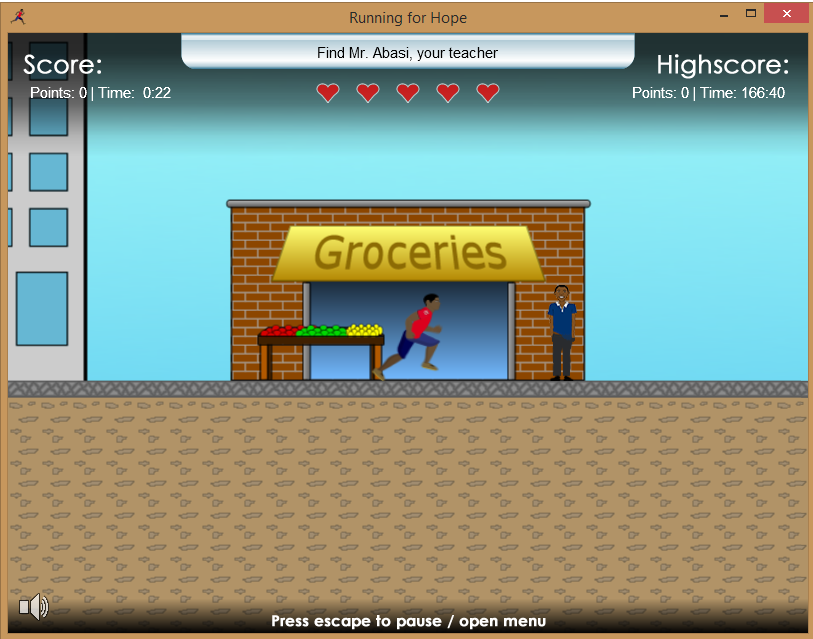 Running for Hope
Find Mr. Abasi, your teacher
Score:
Points: 0 | Time:  0:22
Highscore:
Points: 0 | Time: 166:40
Groceries
Press escape to pause / open menu